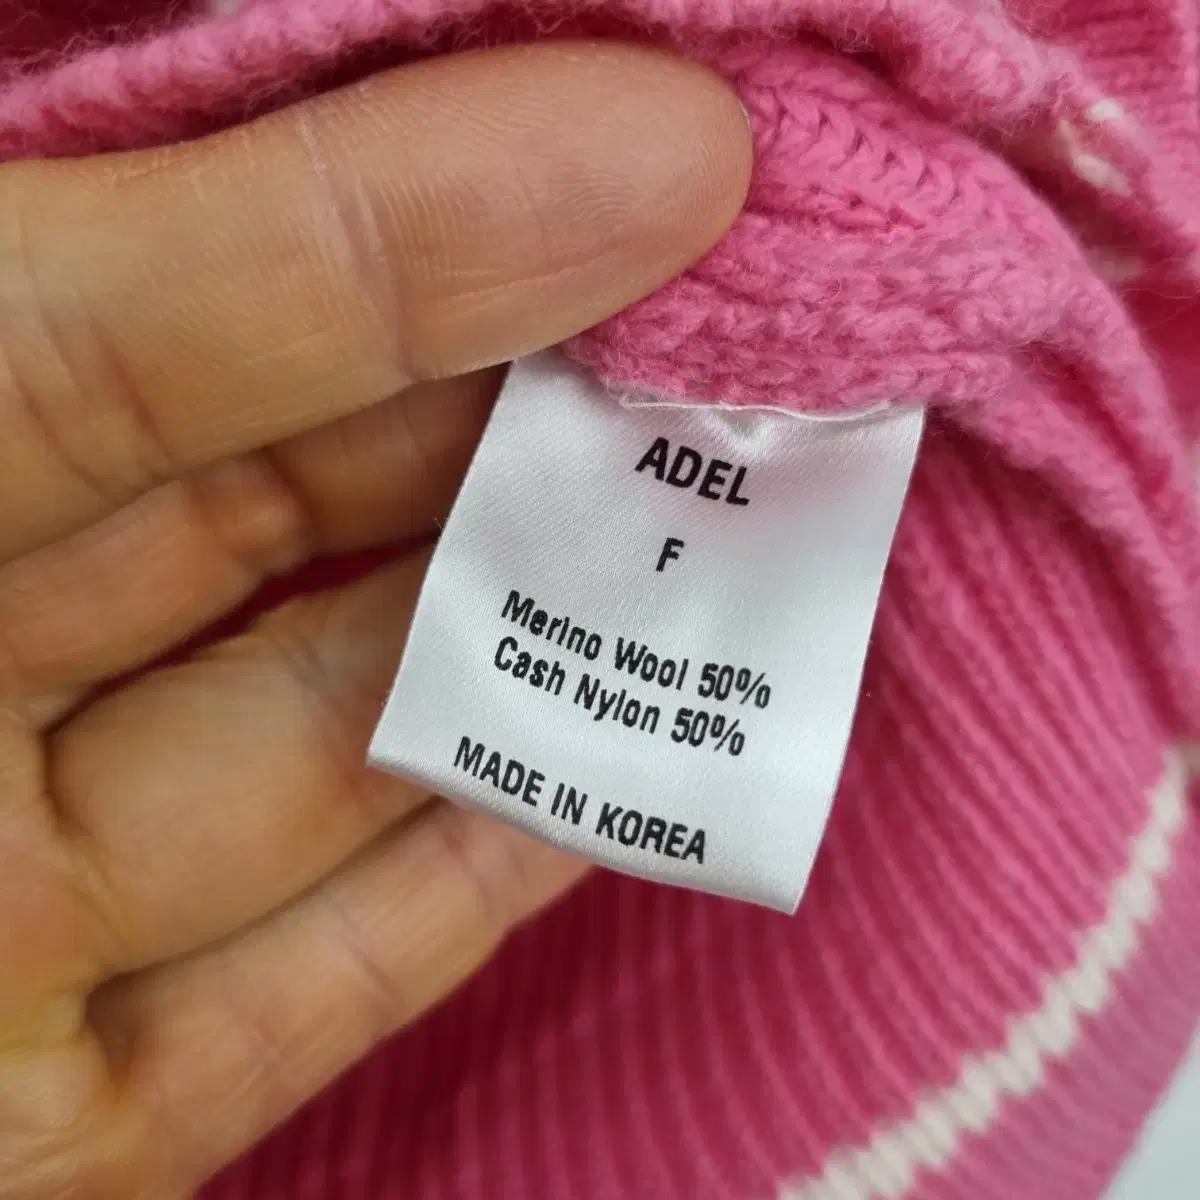 ADEL
F
Merino Wool 50%
Cash Nylon 50%
MADE IN KOREA